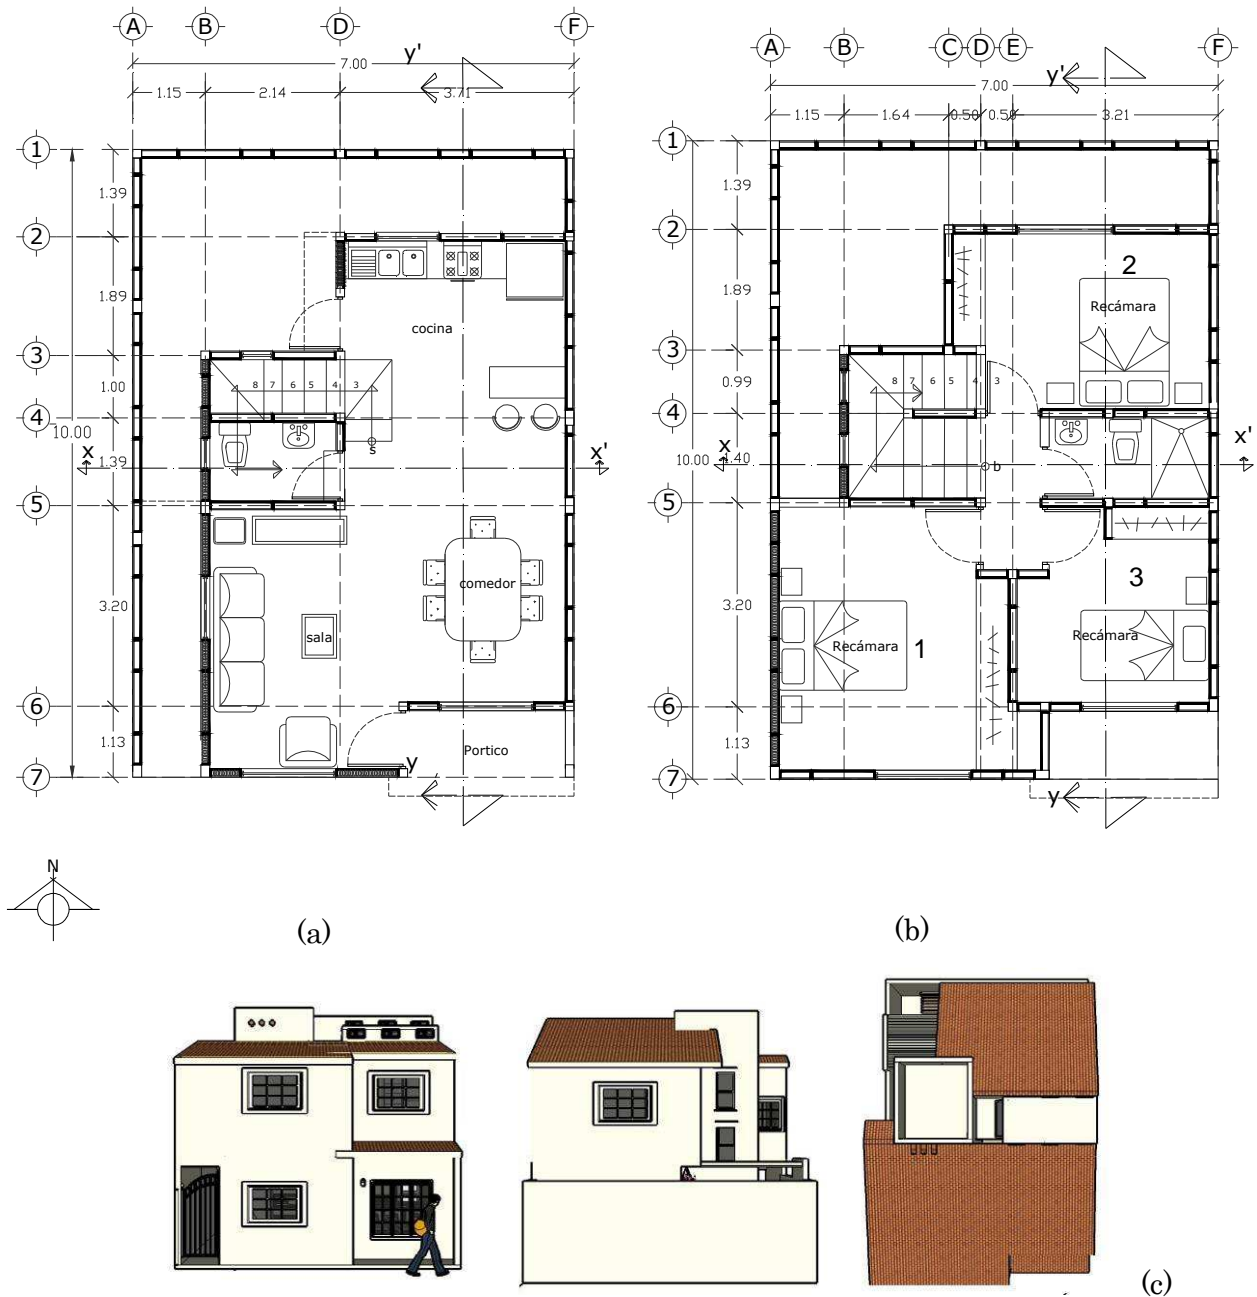 A B D F
y'
7.00
1.15 2.14 3.71
1
1.39
2
1.89
cocina
3
1.00
8 7 6 5 4 3
4
10.00
s
x x'
1.39
5
3.20
comedor
sala
6
1.13
Portico
y
7
N
(a)
A B C D E F
y'
7.00
1.15 1.64 0.50 0.50 3.21
1
1.39
2
2
1.89
Recámara
3
0.99
8 7 6 5 4 3
4
x x'
10.00 1.40
b
5
3.20
3
1
Recámara
Recámara
6
1.13
7
y
(b)
(c)